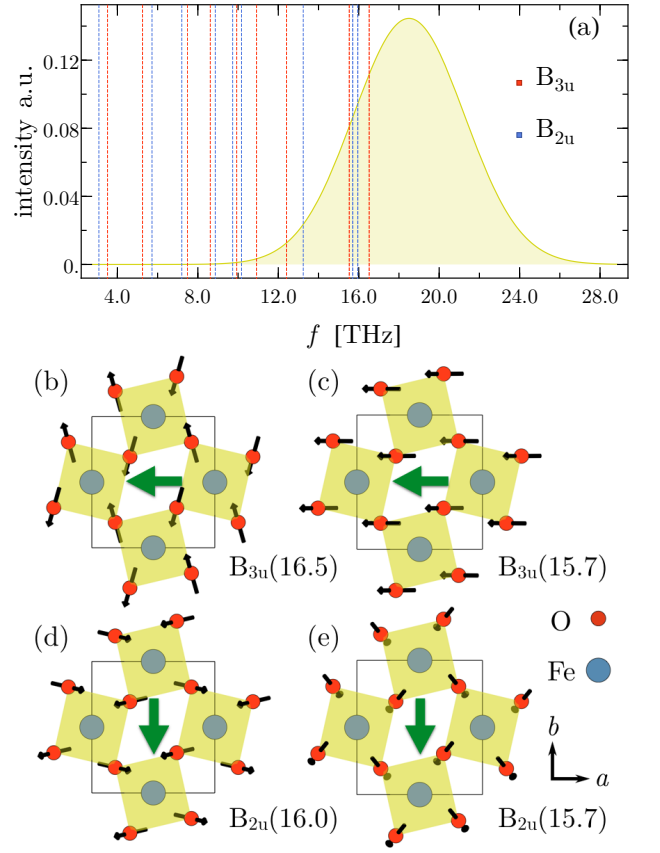 (a)
0.12
0.08
0.04
0.
intensity a.u.
B3u
B2u
4.0 8.0 12.0 16.0 20.0 24.0 28.0
f [THz]
(b)
(c)
B3u(16.5)
B3u(15.7)
(d)
(e)
O
Fe
b
a
B2u(16.0)
B2u(15.7)